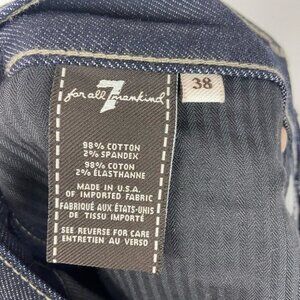 7
for all mankind
38
98% COTTON
2% SPANDEX
98% COTON
2% ÉLASTHANNE
MADE IN U.S.A.
OF IMPORTED FABRIC
FABRIQUÉ AUX ÉTATS-UNIS
DE TISSU IMPORTÉ
SEE REVERSE FOR CARE
ENTRETIEN AU VERSO